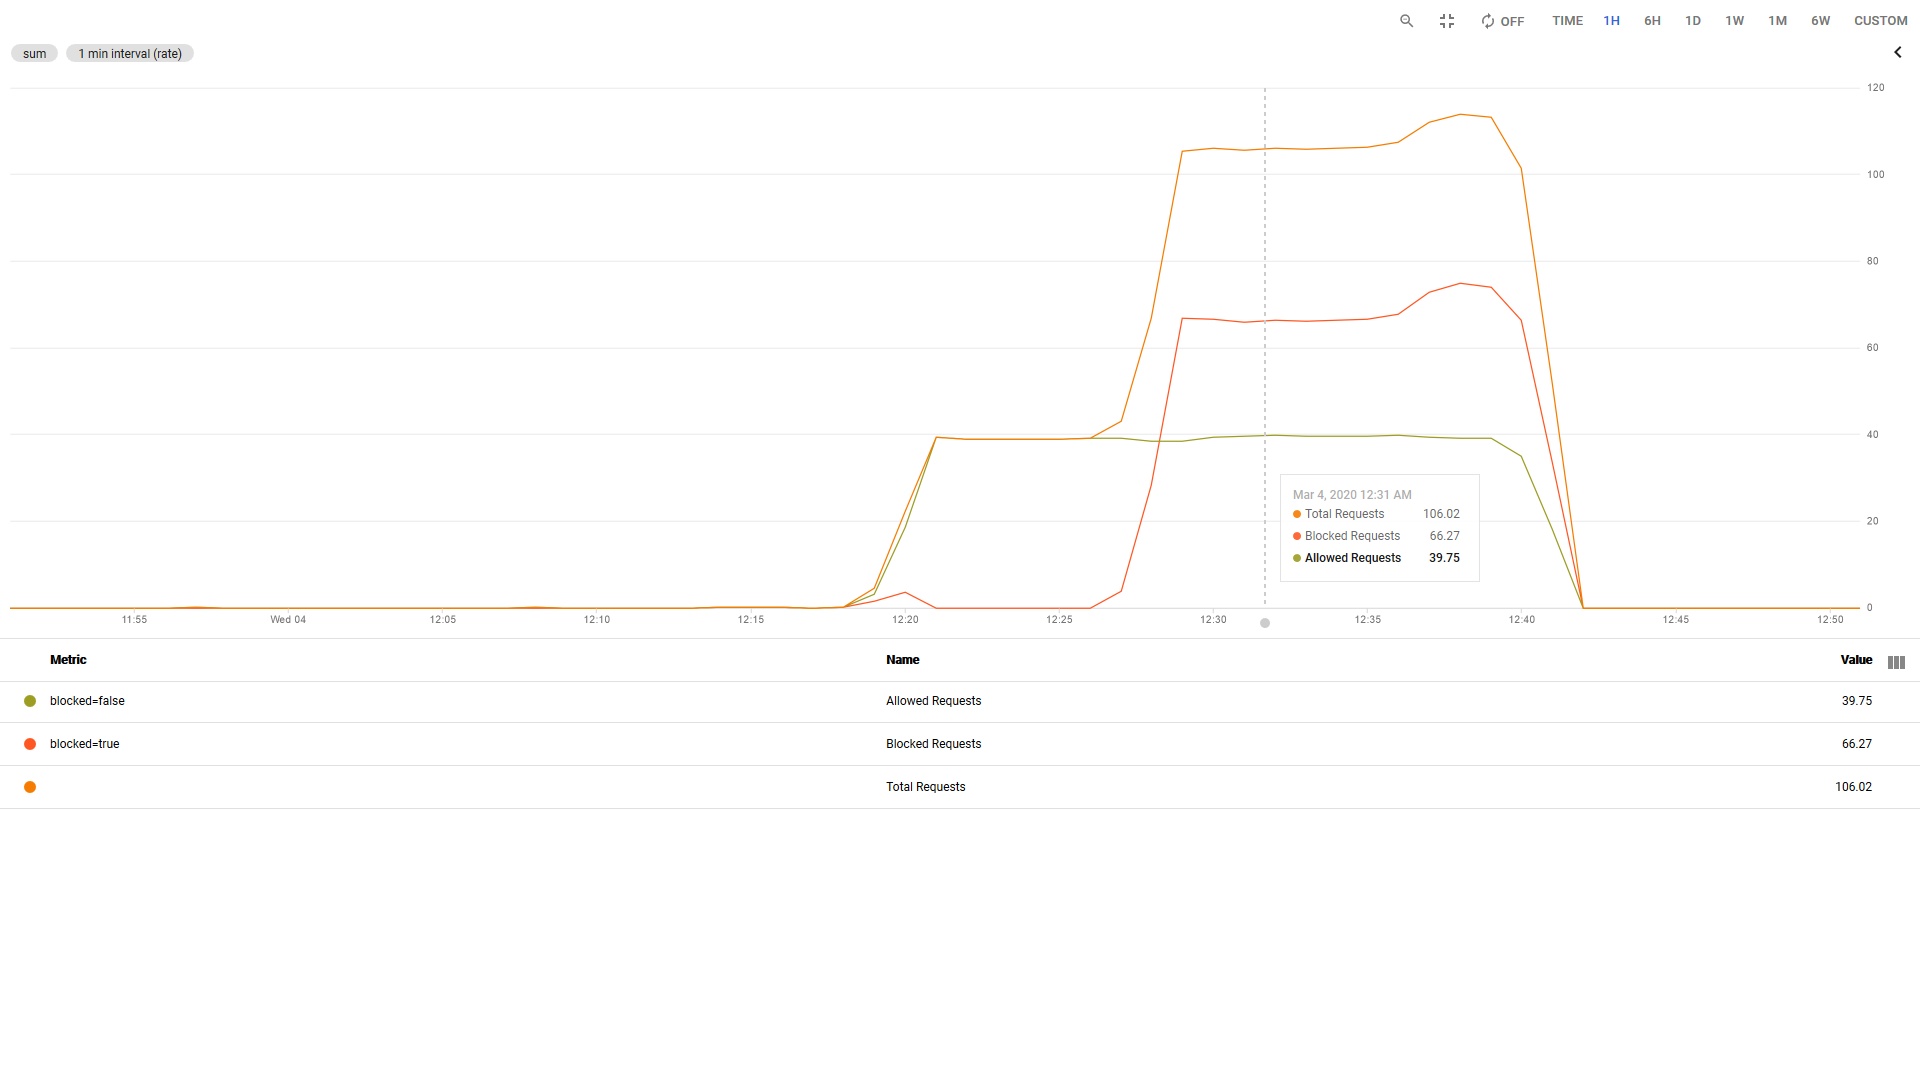 OFF TIME 1H 6H 1D 1W 1M 6W CUSTOM
sum 1 min interval (rate)
120
100
80
60
40
20
0
Mar 4, 2020 12:31 AM
Total Requests 106.02
Blocked Requests 66.27
Allowed Requests 39.75
11:55 Wed 04 12:05 12:10 12:15 12:20 12:25 12:30 12:35 12:40 12:45 12:50
Metric Name Value
blocked=false Allowed Requests 39.75
blocked=true Blocked Requests 66.27
Total Requests 106.02